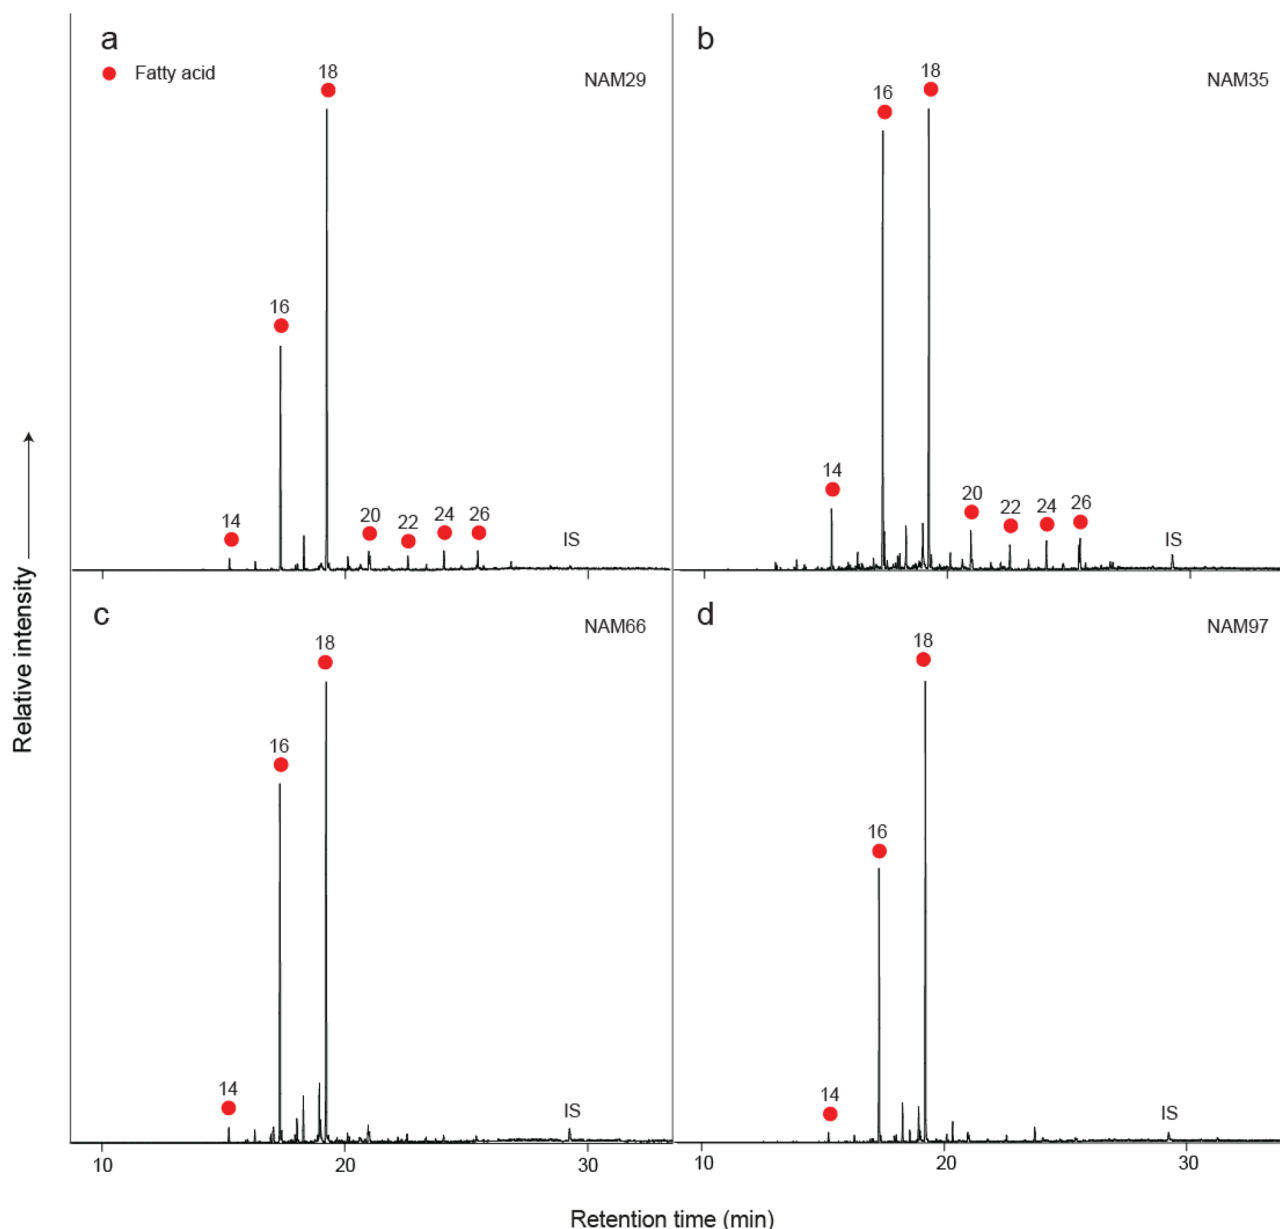 a
Fatty acid
NAM29
14
16
18
20
22
24
26
IS
b
NAM35
14
16
18
20
22
24
26
IS
c
NAM66
14
16
18
IS
10
20
30
d
NAM97
14
16
18
IS
10
20
30
Relative intensity
Retention time (min)